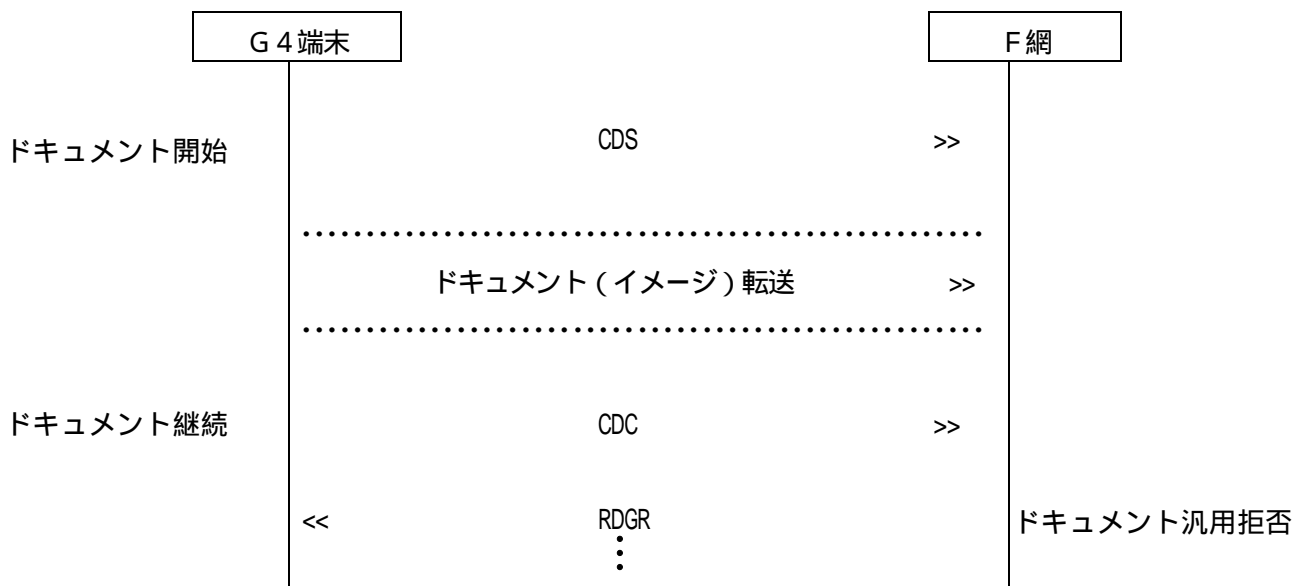 Ｇ４端末 Ｆ網
ドキュメント開始 CDS >>
ドキュメント（イメージ）転送 >>
ドキュメント継続 CDC >>
<< RDGR ドキュメント汎用拒否